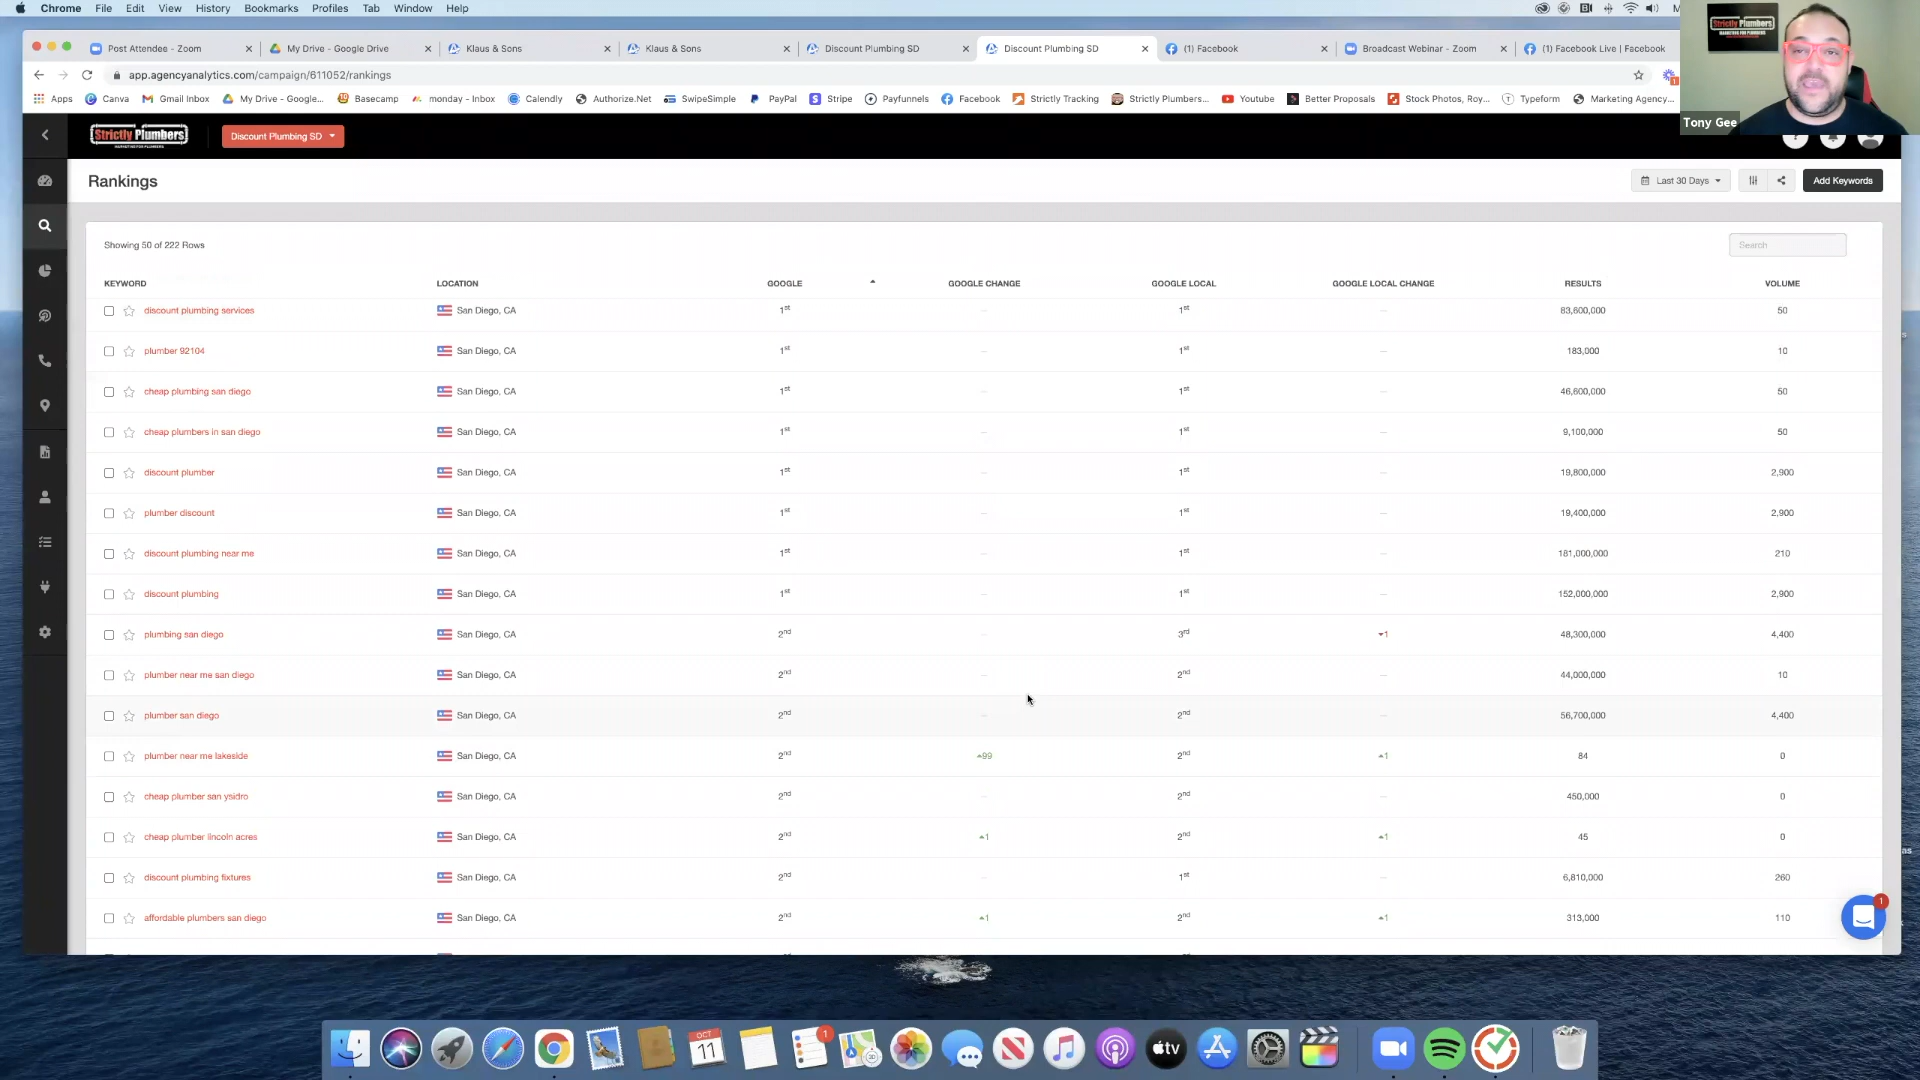 Chrome File Edit View History Bookmarks Profiles Tab Window Help
Post Attendee - Zoom My Drive - Google Drive Klaus & Sons Klaus & Sons Discount Plumbing SD Discount Plumbing SD (1) Facebook Broadcast Webinar - Zoom (1) Facebook Live | Facebook
app.agencyanalytics.com/campaign/611052/rankings
Apps Canva Gmail Inbox My Drive - Google... Basecamp monday - Inbox Calendly Authorize.Net SwipeSimple PayPal Stripe Payfunnels Facebook Strictly Tracking Strictly Plumbers... Youtube Better Proposals Stock Photos, Roy... Typeform Marketing Agency...
Strictly Plumbers
MARKETING FOR PLUMBERS
Tony Gee
Strictly Plumbers
MARKETING FOR PLUMBERS
Discount Plumbing SD
Rankings
Last 30 Days
Add Keywords
Showing 50 of 222 Rows
Search
KEYWORD LOCATION GOOGLE GOOGLE CHANGE GOOGLE LOCAL GOOGLE LOCAL CHANGE RESULTS VOLUME
discount plumbing services San Diego, CA 1st 1st 83,600,000 50
plumber 92104 San Diego, CA 1st 1st 183,000 10
cheap plumbing san diego San Diego, CA 1st 1st 46,600,000 50
cheap plumbers in san diego San Diego, CA 1st 1st 9,100,000 50
discount plumber San Diego, CA 1st 1st 19,800,000 2,900
plumber discount San Diego, CA 1st 1st 19,400,000 2,900
discount plumbing near me San Diego, CA 1st 1st 181,000,000 210
discount plumbing San Diego, CA 1st 1st 152,000,000 2,900
plumbing san diego San Diego, CA 2nd 3rd 1 48,300,000 4,400
plumber near me san diego San Diego, CA 2nd 2nd 44,000,000 10
plumber san diego San Diego, CA 2nd 2nd 56,700,000 4,400
plumber near me lakeside San Diego, CA 2nd 99 2nd 1 84 0
cheap plumber san ysidro San Diego, CA 2nd 2nd 450,000 0
cheap plumber lincoln acres San Diego, CA 2nd 1 2nd 1 45 0
discount plumbing fixtures San Diego, CA 2nd 1st 6,810,000 260
affordable plumbers san diego San Diego, CA 2nd 1 2nd 1 313,000 110
1
OCT
11
1
tv